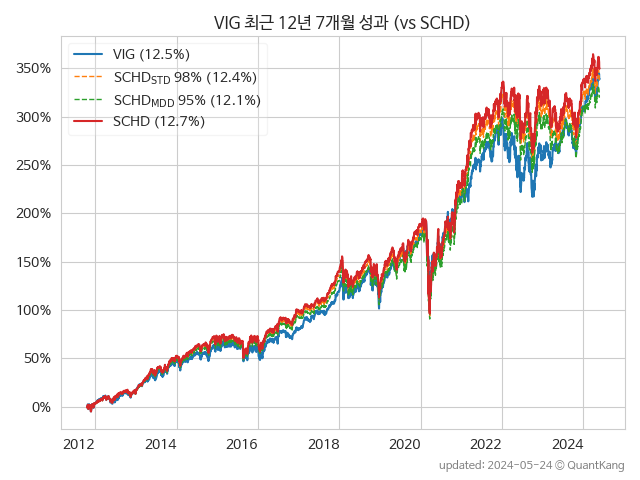 VIG 최근 12년 7개월 성과 (vs SCHD)
VIG (12.5%)
SCHD_STD 98% (12.4%)
SCHD_MDD 95% (12.1%)
SCHD (12.7%)
350%
300%
250%
200%
150%
100%
50%
0%
2012 2014 2016 2018 2020 2022 2024
updated: 2024-05-24 © QuantKang